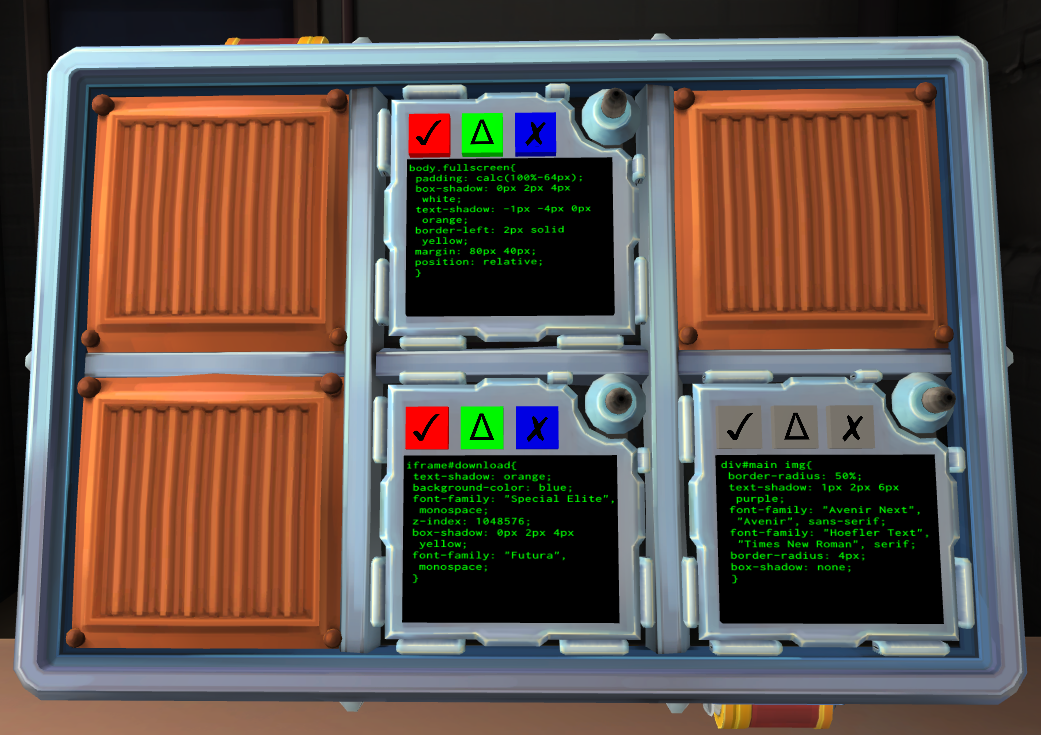 ✓ Δ ✗
body.fullscreen{
padding: calc(100%-64px);
box-shadow: 0px 2px 4px
white;
text-shadow: -1px -4px 0px
orange;
border-left: 2px solid
yellow;
margin: 80px 40px;
position: relative;
}
✓ Δ ✗
iframe#download{
text-shadow: orange;
background-color: blue;
font-family: "Special Elite",
monospace;
z-index: 1048576;
box-shadow: 0px 2px 4px
yellow;
font-family: "Futura",
monospace;
}
✓ Δ ✗
div#main img{
border-radius: 50%;
text-shadow: 1px 2px 6px
purple;
font-family: "Avenir Next",
"Avenir", sans-serif;
font-family: "Hoefler Text",
"Times New Roman", serif;
border-radius: 4px;
box-shadow: none;
}